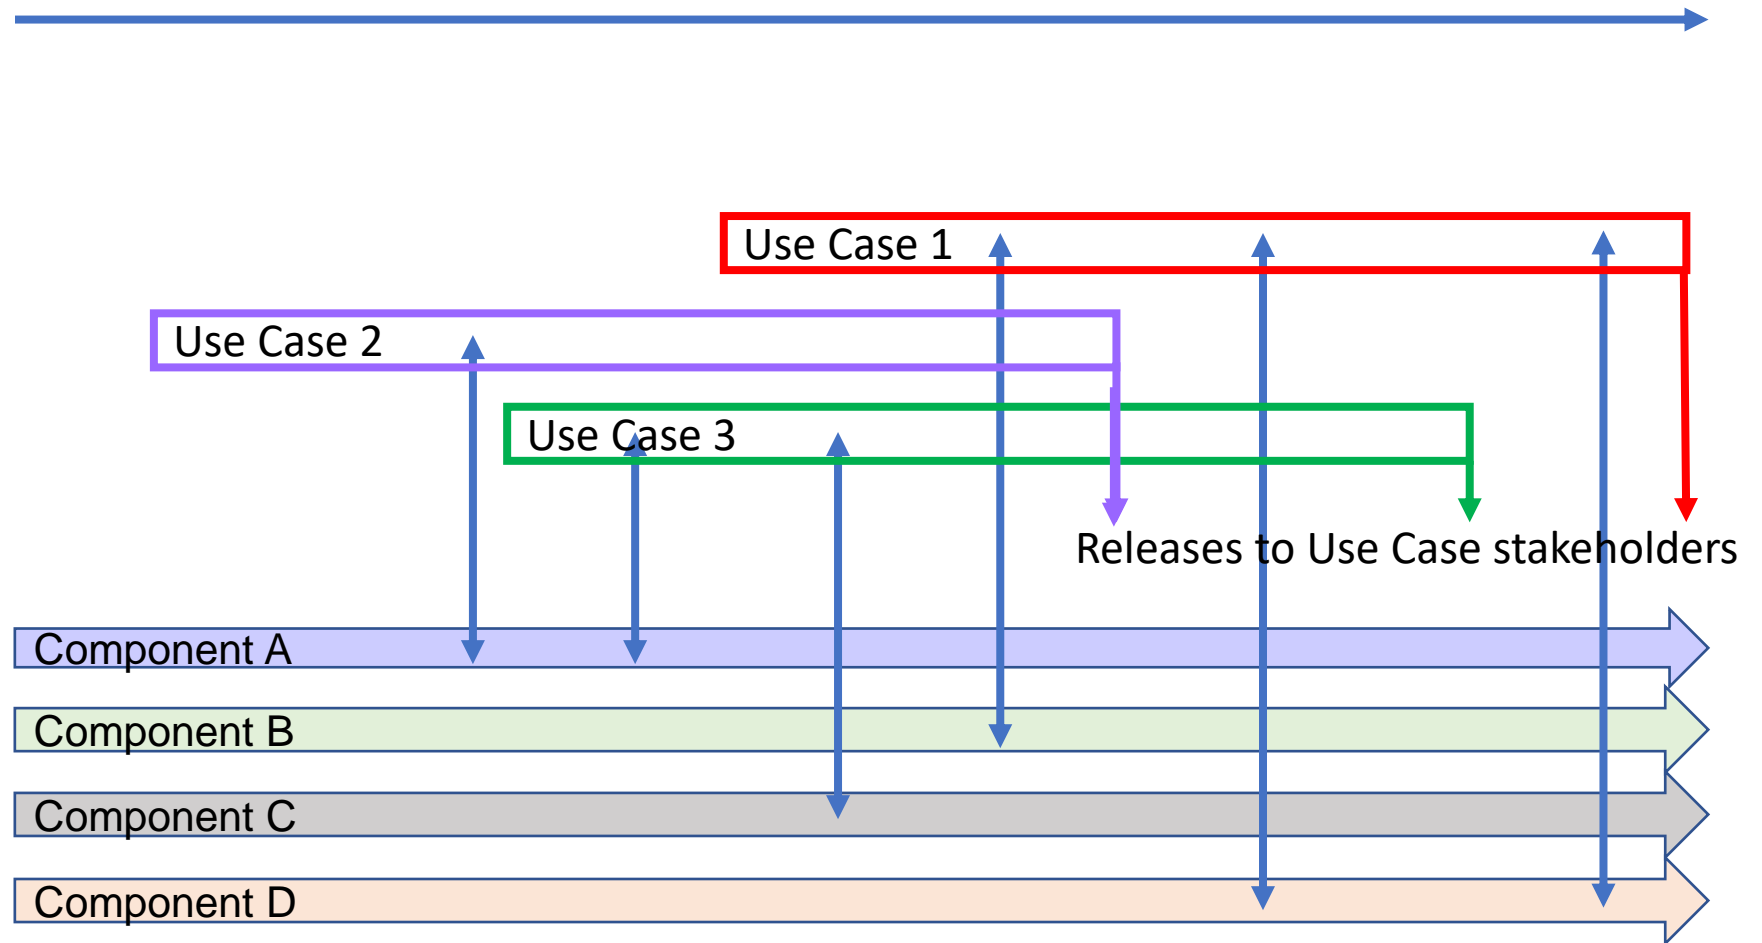 Use Case 1
Use Case 2
Use Case 3
Releases to Use Case stakeholders
Component A
Component B
Component C
Component D